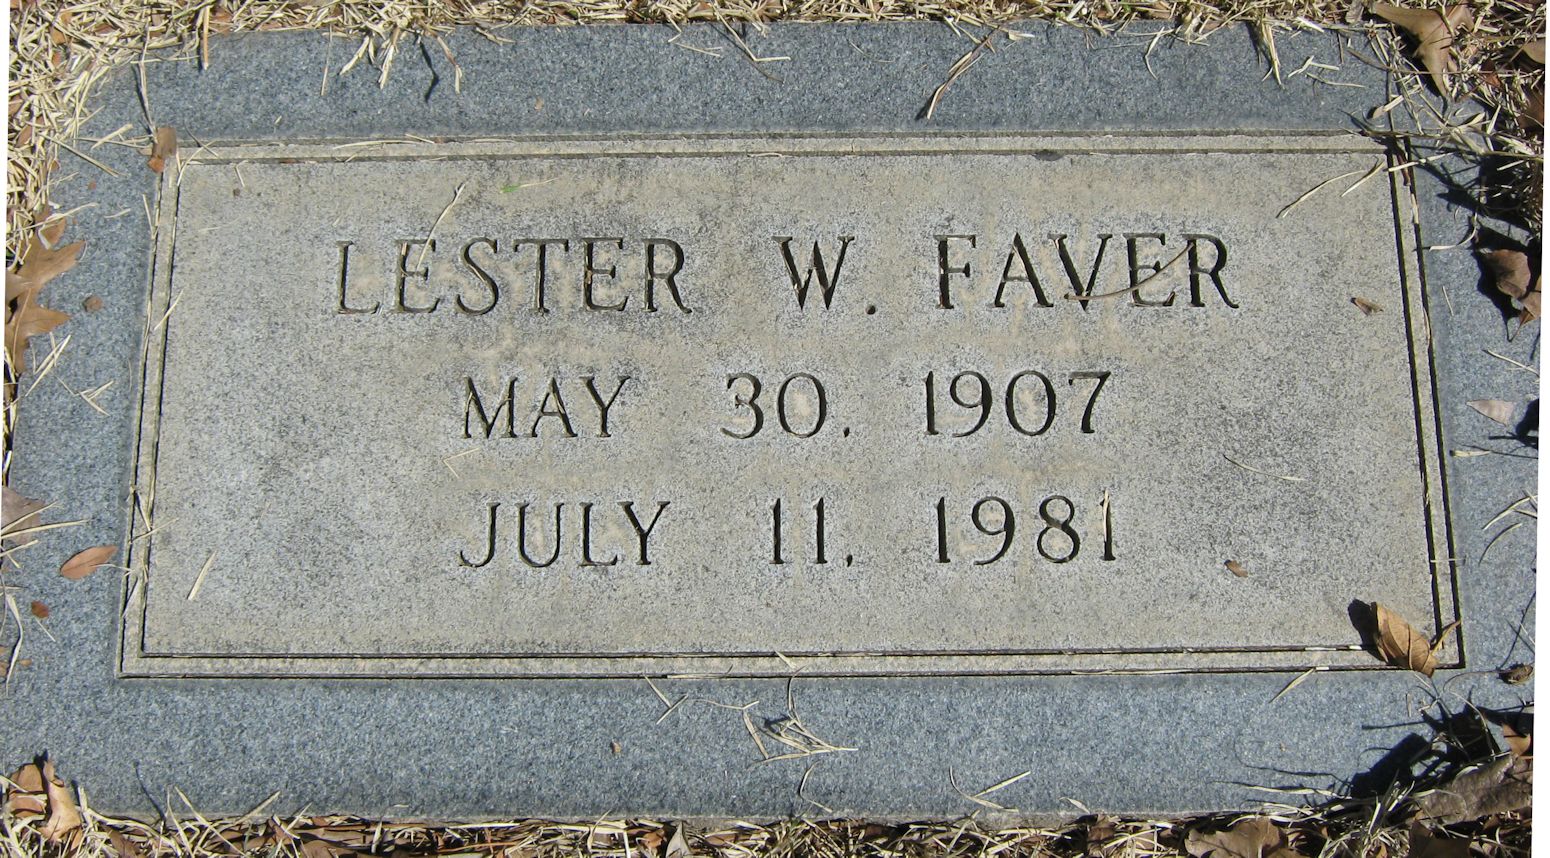 LESTER W. FAVER
MAY 30, 1907
JULY 11, 1981